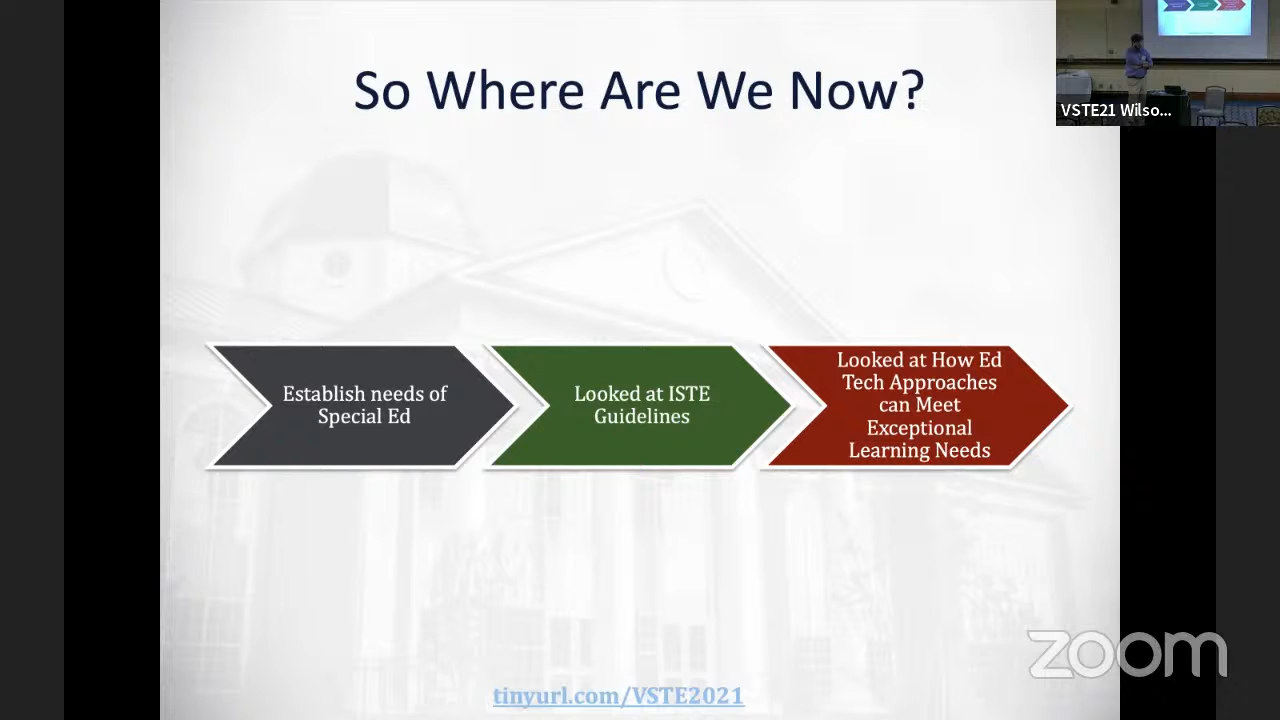 So Where Are We Now?
VSTE21 Wilso...
Establish needs of
Special Ed
Looked at ISTE
Guidelines
Looked at How Ed
Tech Approaches
can Meet
Exceptional
Learning Needs
zoom
tinyurl.com/VSTE2021